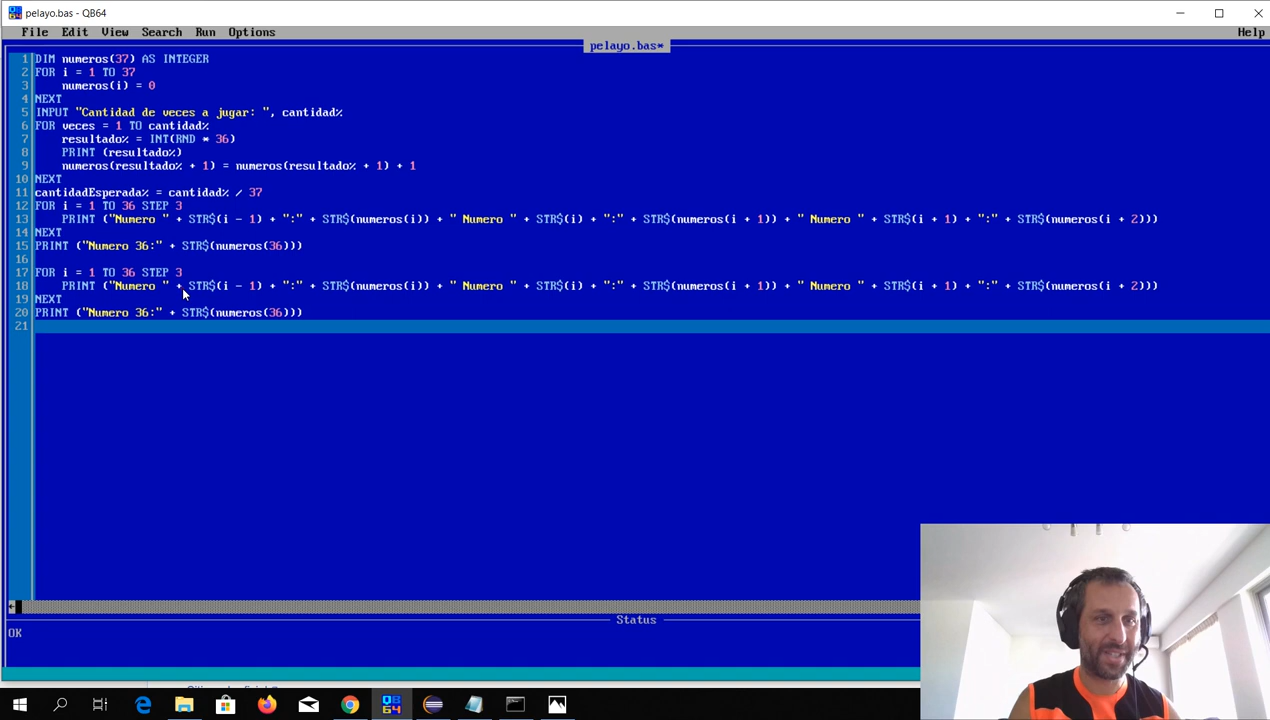 pelayo.bas - QB64
File Edit View Search Run Options Help
pelayo.bas*
1 DIM numeros(37) AS INTEGER
2 FOR i = 1 TO 37
3 numeros(i) = 0
4 NEXT
5 INPUT "Cantidad de veces a jugar: ", cantidad%
6 FOR veces = 1 TO cantidad%
7 resultado% = INT(RND * 36)
8 PRINT (resultado%)
9 numeros(resultado% + 1) = numeros(resultado% + 1) + 1
10 NEXT
11 cantidadEsperada% = cantidad% / 37
12 FOR i = 1 TO 36 STEP 3
13 PRINT ("Numero " + STR$(i - 1) + ":" + STR$(numeros(i)) + " Numero " + STR$(i) + ":" + STR$(numeros(i + 1)) + " Numero " + STR$(i + 1) + ":" + STR$(numeros(i + 2)))
14 NEXT
15 PRINT ("Numero 36:" + STR$(numeros(36)))
16
17 FOR i = 1 TO 36 STEP 3
18 PRINT ("Numero " + STR$(i - 1) + ":" + STR$(numeros(i)) + " Numero " + STR$(i) + ":" + STR$(numeros(i + 1)) + " Numero " + STR$(i + 1) + ":" + STR$(numeros(i + 2)))
19 NEXT
20 PRINT ("Numero 36:" + STR$(numeros(36)))
21
Status
OK
QB
64